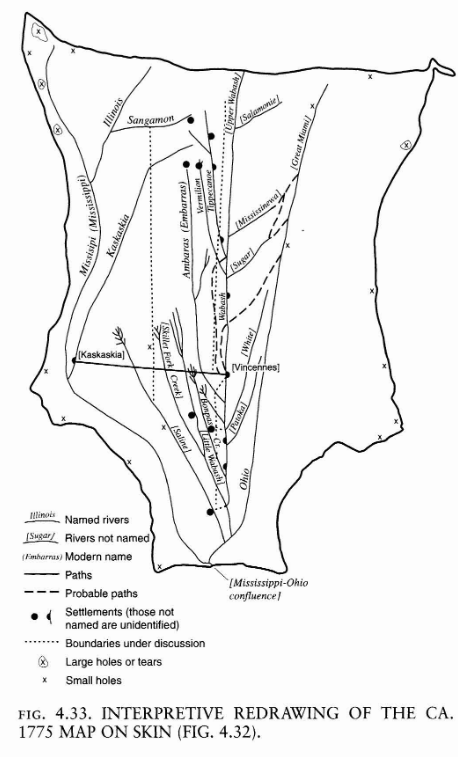 x
x
x
x
x
x
Illinois
Sangamon
[Upper Wabash]
[Salamonie]
[Great Miami]
x
x
Missisipi (Mississippi)
Kaskaskia
Ambaras (Embarras)
Vermilion
Tippecanoe
[Mississinewa]
[Sugar]
x
Wabash
x
x
[Kaskaskia]
[Skillet Fork Creek]
[White]
[Vincennes]
x
x
x
[Saline]
Bonpas Cr.
[Little Wabash]
[Patoka]
x
x
x
Ohio
x
[Mississippi-Ohio
confluence]
Illinois Named rivers
[Sugar] Rivers not named
(Embarras) Modern name
Paths
Probable paths
Settlements (those not
named are unidentified)
Boundaries under discussion
x Large holes or tears
x Small holes
FIG. 4.33. INTERPRETIVE REDRAWING OF THE CA.
1775 MAP ON SKIN (FIG. 4.32).